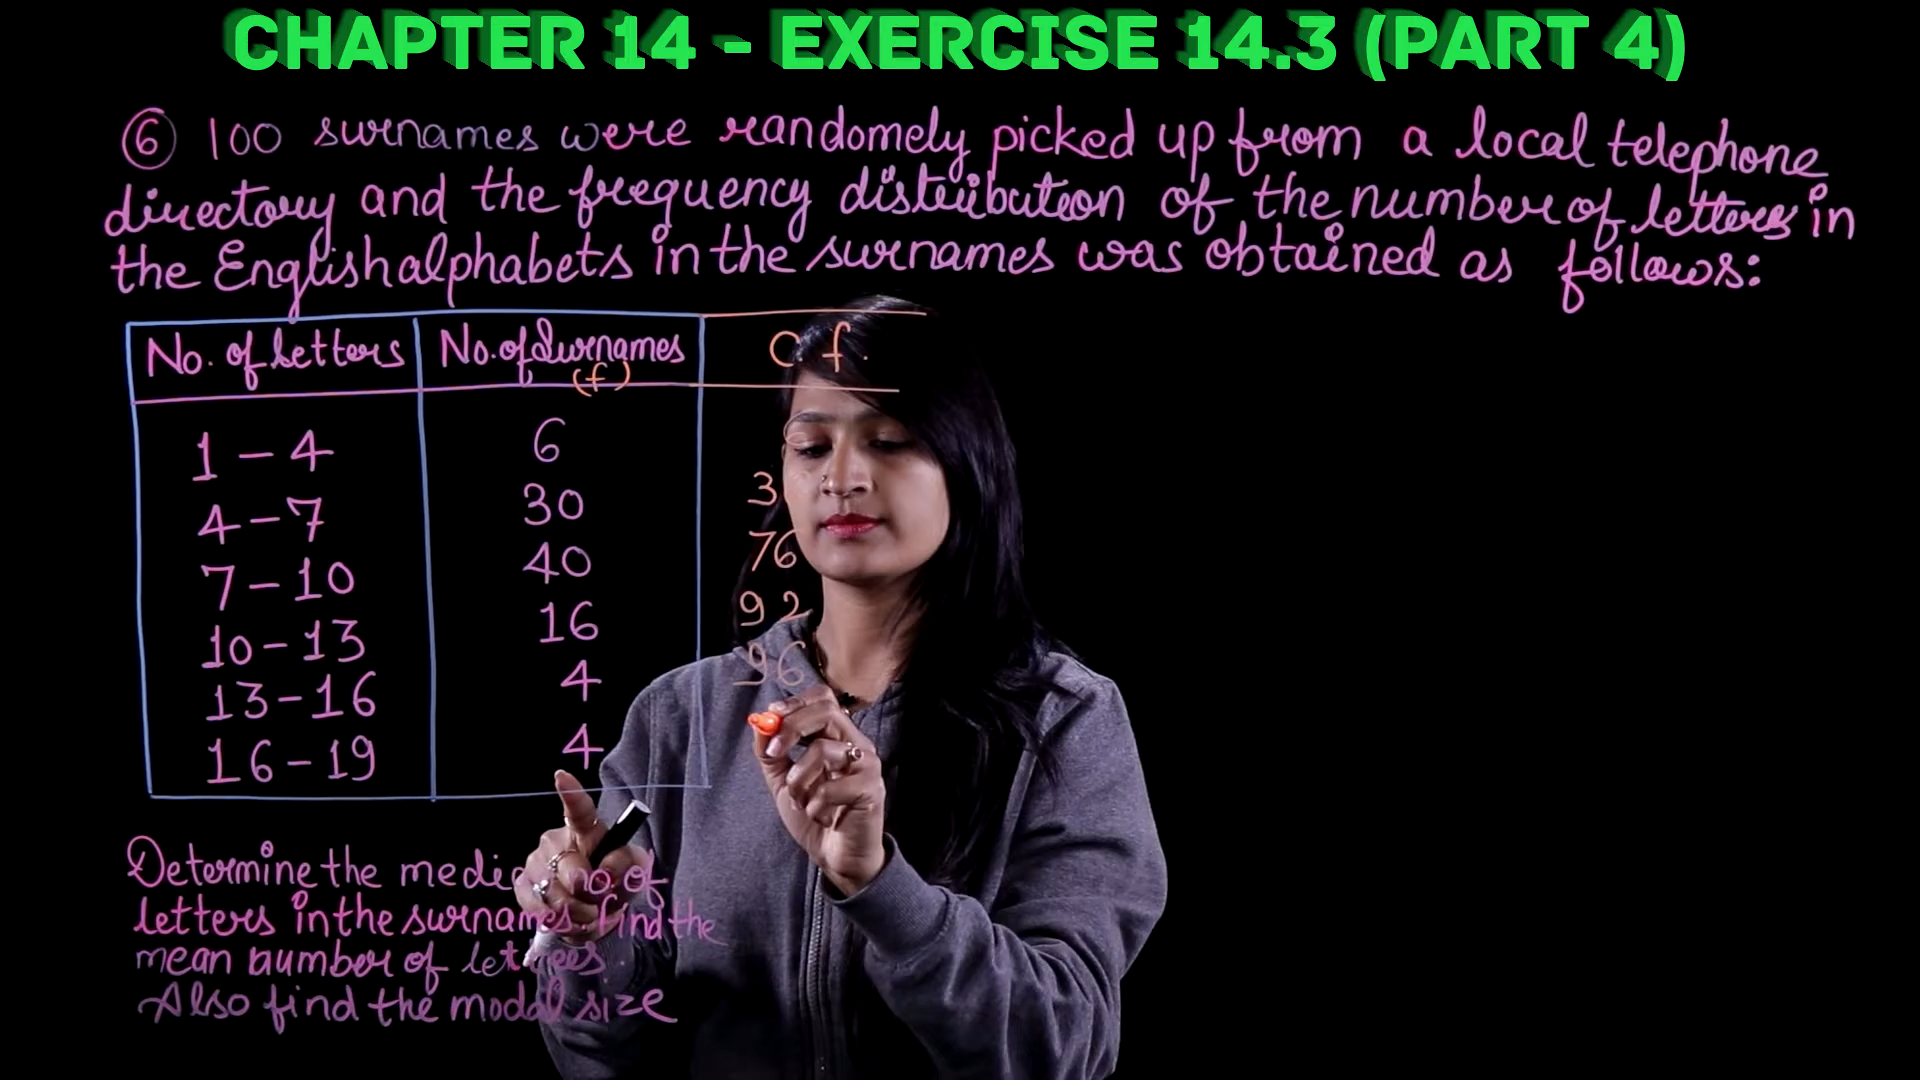 CHAPTER 14 - EXERCISE 14.3 (PART 4)
6 100 surnames were randomely picked up from a local telephone
directory and the frequency distribution of the number of letters in
the English alphabets in the surnames was obtained as follows:
No. of letters No. of Surnames (f) C f.
1 - 4 6
4 - 7 30 3
7 - 10 40 76
10 - 13 16 92
13 - 16 4 96
16 - 19 4
Determine the no. of
letters in the surnames. find the
mean number of
Also find the modal size